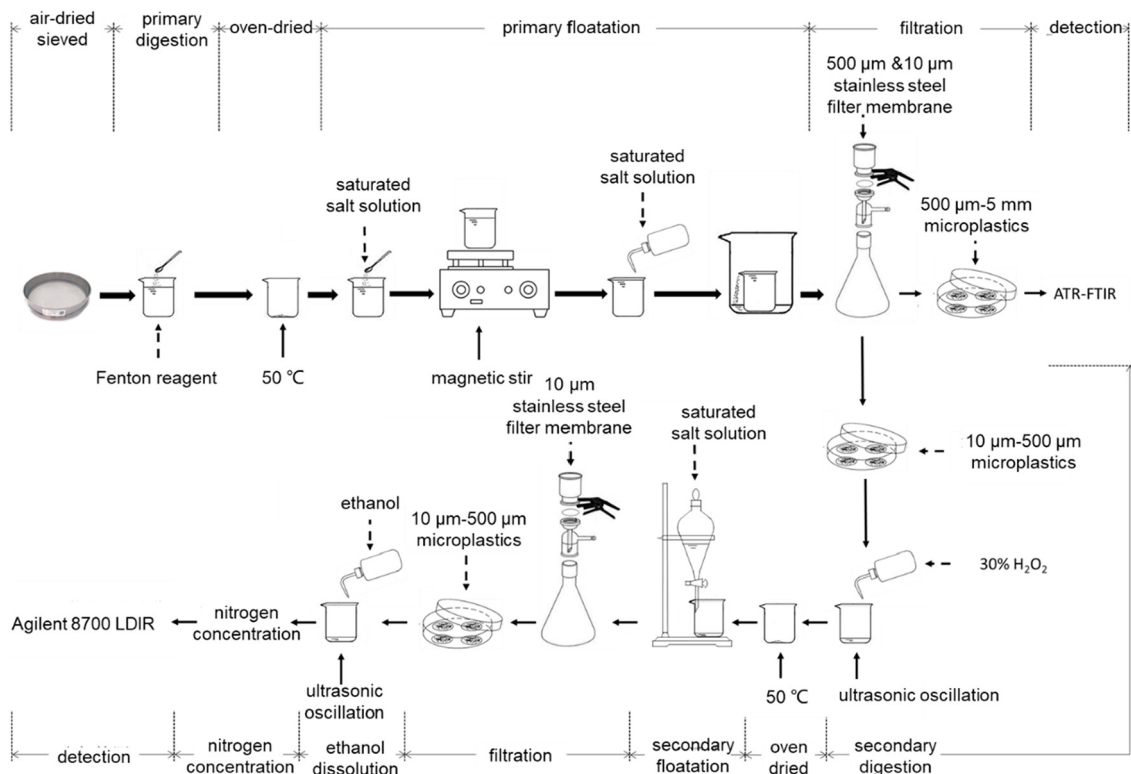 air-dried
sieved
primary
digestion
oven-dried
primary floatation
filtration
detection
500 μm &10 μm
stainless steel
filter membrane
saturated
salt solution
saturated
salt solution
500 μm-5 mm
microplastics
ATR-FTIR
Fenton reagent
50 ℃
magnetic stir
10 μm
stainless steel
filter membrane
saturated
salt solution
10 μm-500 μm
microplastics
ethanol
10 μm-500 μm
microplastics
30% H₂O₂
Agilent 8700 LDIR
nitrogen
concentration
ultrasonic
oscillation
50 ℃
ultrasonic oscillation
detection
nitrogen
concentration
ethanol
dissolution
filtration
secondary
floatation
oven
dried
secondary
digestion